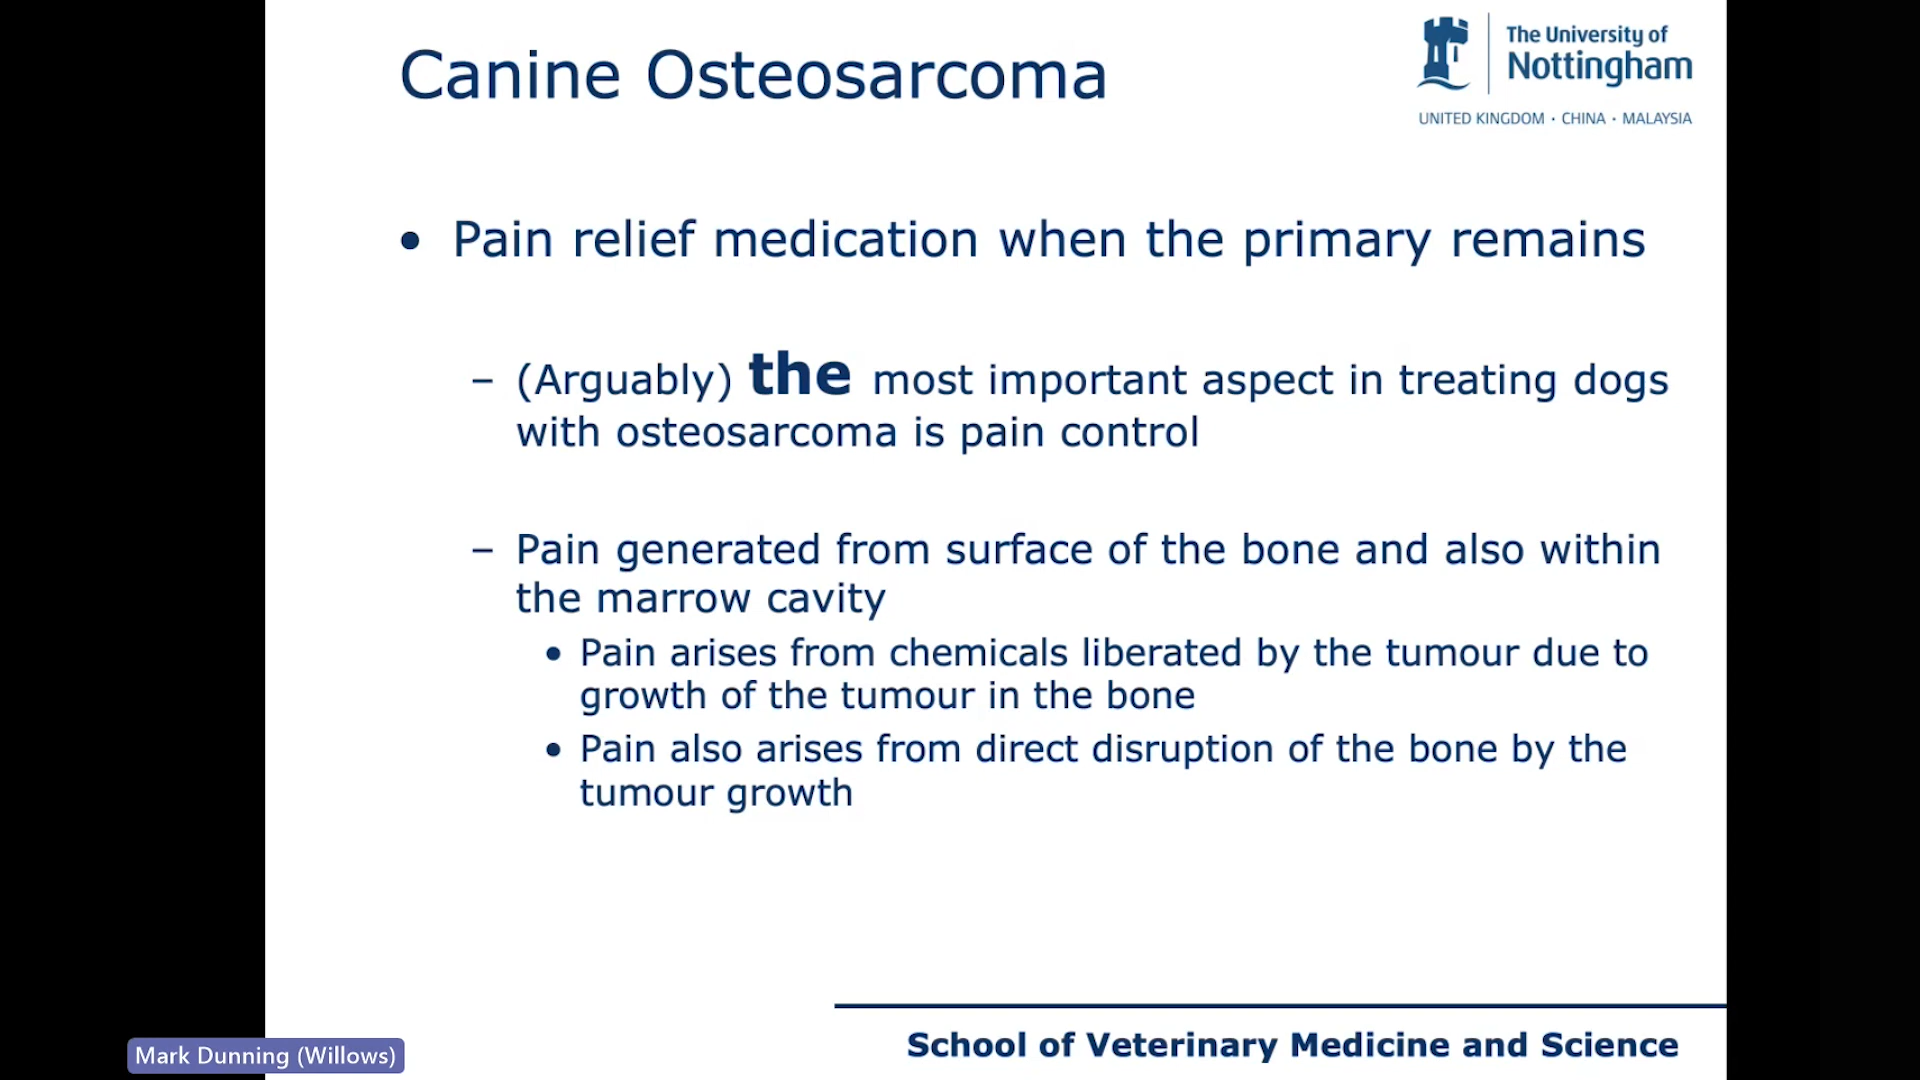 Canine Osteosarcoma
The University of
Nottingham
UNITED KINGDOM · CHINA · MALAYSIA
• Pain relief medication when the primary remains
– (Arguably) the most important aspect in treating dogs
with osteosarcoma is pain control
– Pain generated from surface of the bone and also within
the marrow cavity
• Pain arises from chemicals liberated by the tumour due to
growth of the tumour in the bone
• Pain also arises from direct disruption of the bone by the
tumour growth
School of Veterinary Medicine and Science
Mark Dunning (Willows)